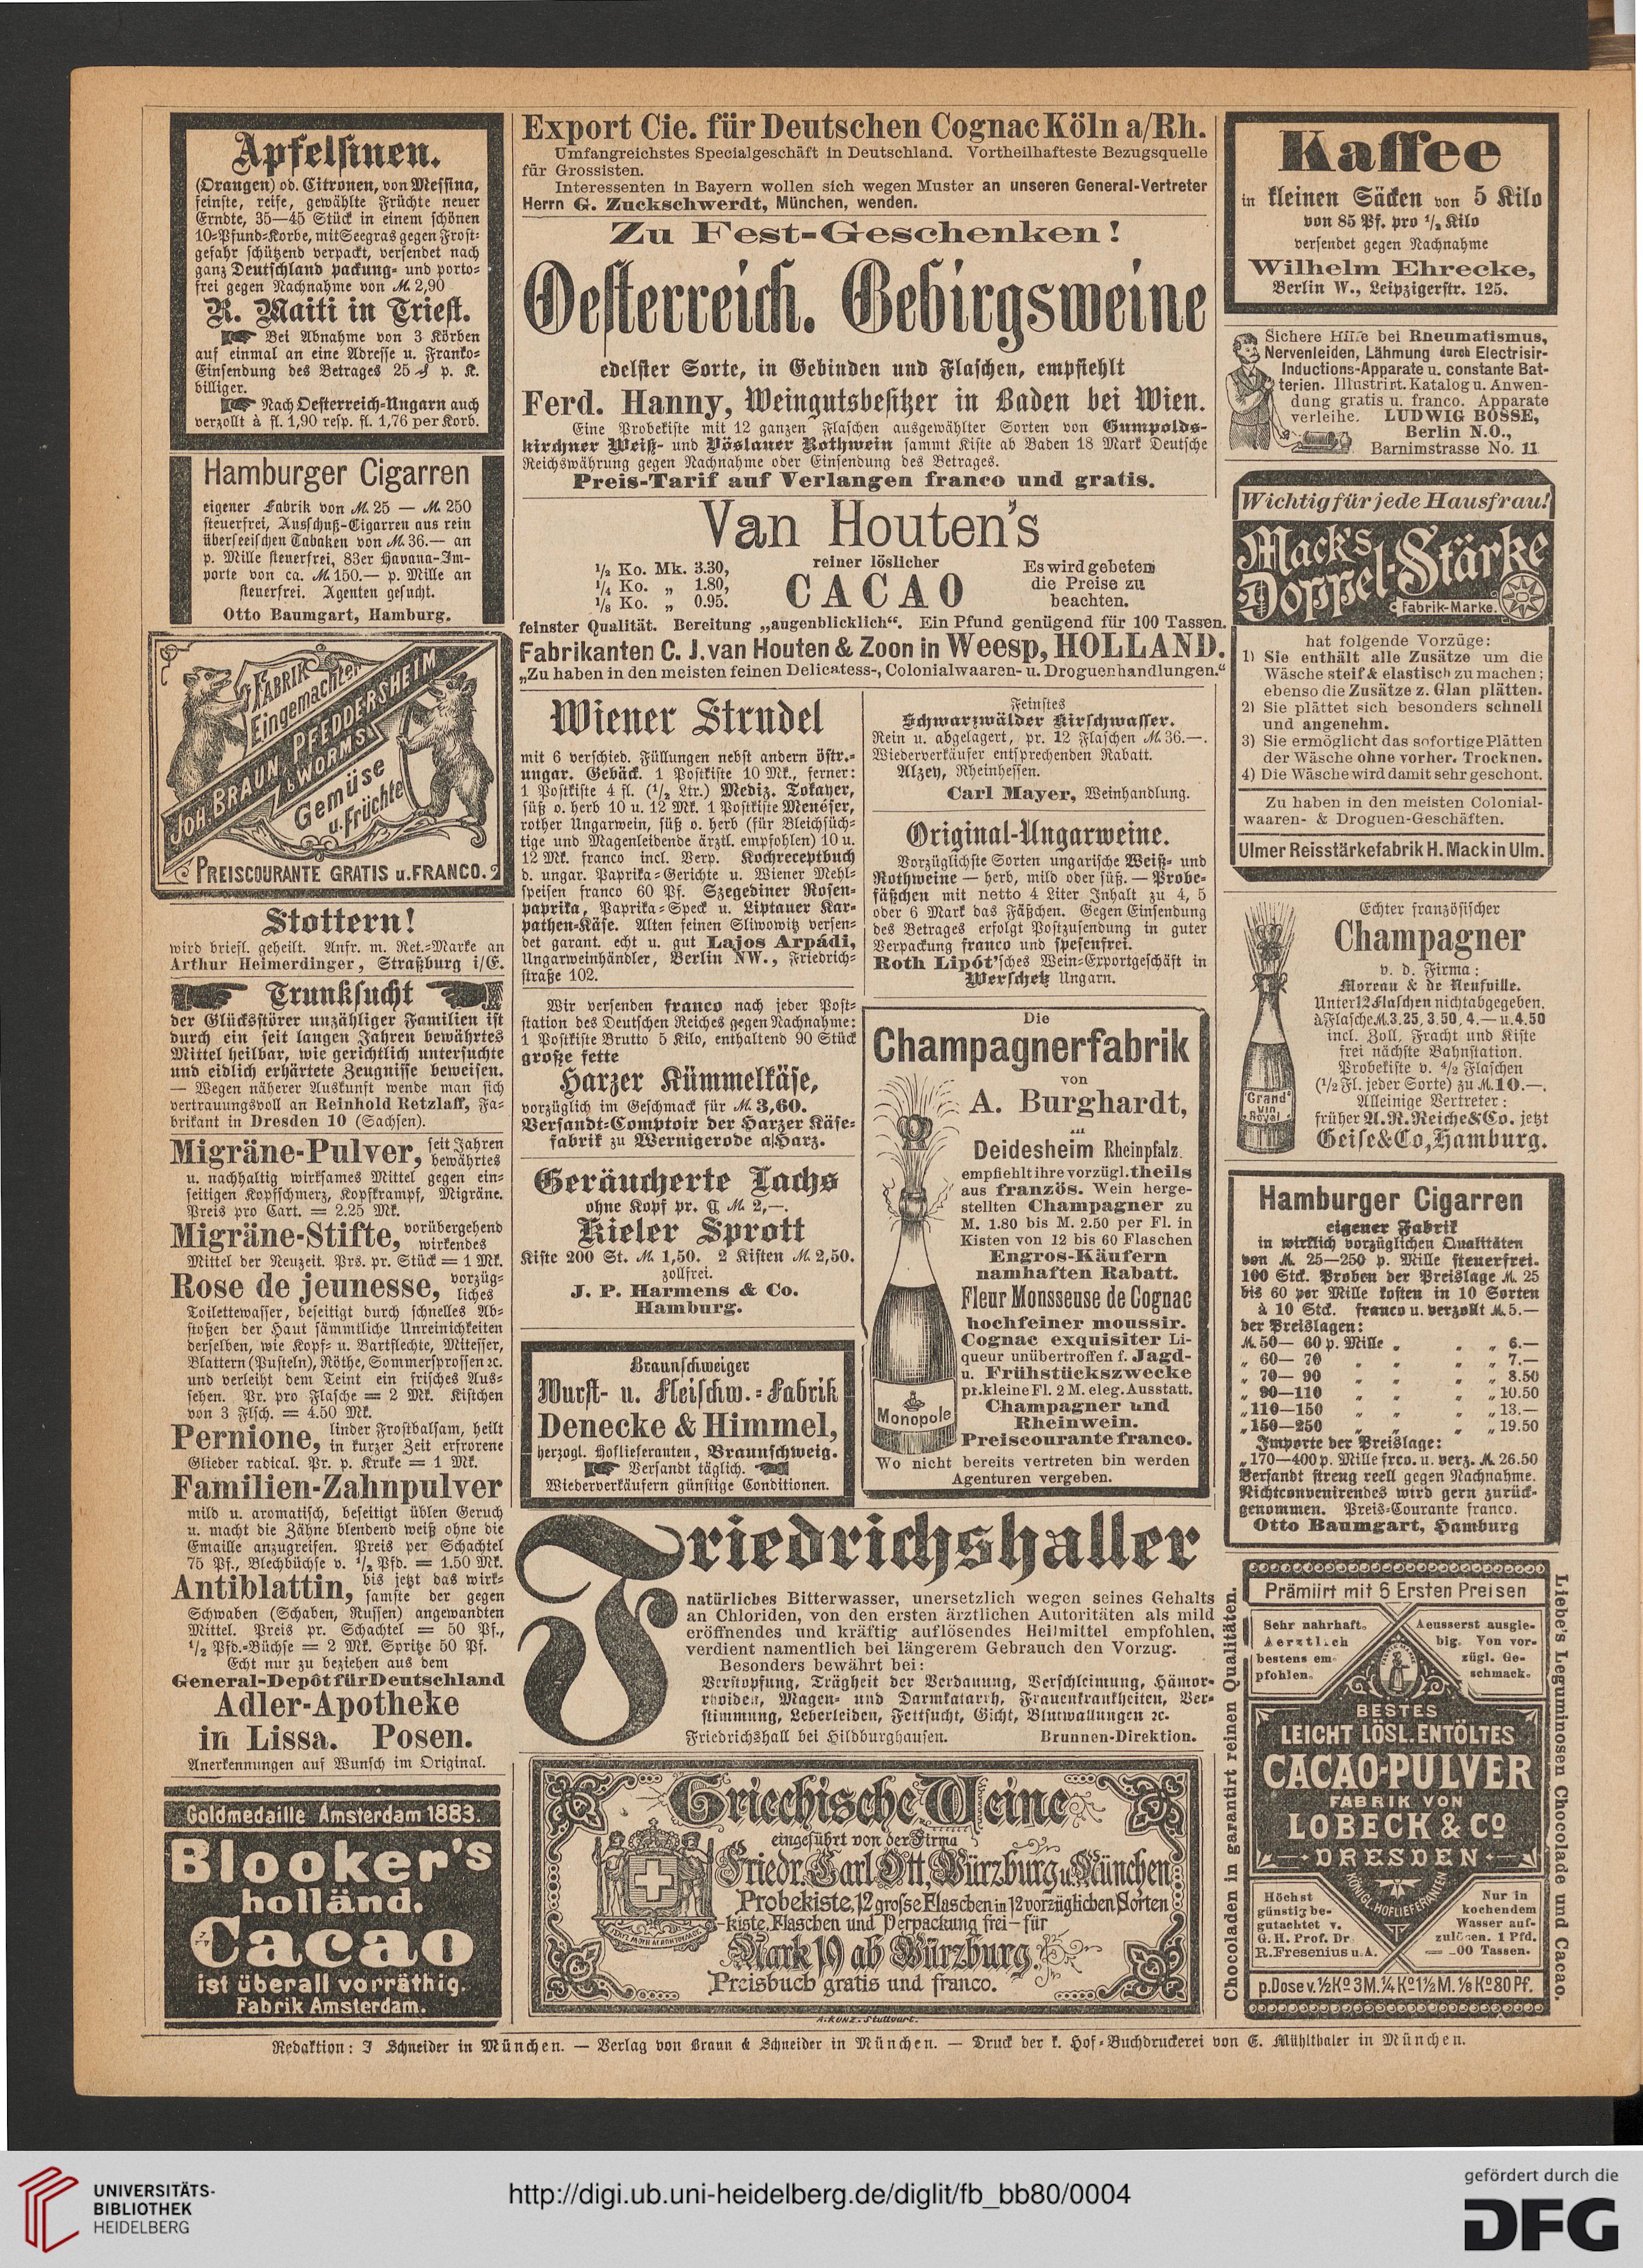 Apfelsinen.
(Orangen) od. Citronen, von Messina,
feinste, reife, gewählte Früchte neuer
Erndte, 35—45 Stück in einem schönen
10-Pfund-Korbe, mit Seegras gegen Frost-
gefahr schützend verpackt, versendet nach
ganz Deutschland packung- und porto-
frei gegen Nachnahme von M. 2,90
R. Maiti in Triest.
Bei Abnahme von 3 Körben
auf einmal an eine Adresse u. Franko-
Einsendung des Betrages 25 ₰ p. K.
billiger.
Nach Oesterreich-Ungarn auch
verzollt à fl. 1,90 resp. fl. 1,76 per Korb.
Hamburger Cigarren
eigener Fabrik von M. 25 — M. 250
steuerfrei, Ausschuß-Cigarren aus rein
überseeischen Tabaken von M. 36.— an
p. Mille steuerfrei, 83er Havana-Im-
porte von ca. M. 150.— p. Mille an
steuerfrei. Agenten gesucht.
Otto Baumgart, Hamburg.
FABRIK
Eingemachter
JOH. BRAUN, PFEDDERSHEIM
b WORMS
Gemüse
u. Früchte
PREISCOURANTE GRATIS u. FRANCO.
Stottern!
wird briefl. geheilt. Anfr. m. Ret.-Marke an
Arthur Heimerdinger, Straßburg i/E.
Trunksucht
der Glücksstörer unzähliger Familien ist
durch ein seit langen Jahren bewährtes
Mittel heilbar, wie gerichtlich untersuchte
und eidlich erhärtete Zeugnisse beweisen.
— Wegen näherer Auskunft wende man sich
vertrauungsvoll an Reinhold Retzlaff, Fa-
brikant in Dresden 10 (Sachsen).
Migräne-Pulver, seit Jahren bewährtes
u. nachhaltig wirksames Mittel gegen ein-
seitigen Kopfschmerz, Kopfkrampf, Migräne.
Preis pro Cart. = 2.25 Mk.
Migräne-Stifte, vorübergehend wirkendes
Mittel der Neuzeit. Prs. pr. Stück = 1 Mk.
Rose de jeunesse, vorzüg-liches
Toilettewasser, beseitigt durch schnelles Ab-
stoßen der Haut sämmtliche Unreinichkeiten
derselben, wie Kopf- u. Bartflechte, Mitesser,
Blattern (Pusteln), Röthe, Sommersprossen ꝛc.
und verleiht dem Teint ein frisches Aus-
sehen. Pr. pro Flasche = 2 Mk. Kistchen
von 3 Flsch. = 4.50 Mk.
Pernione, linder Frostbalsam, heilt in kurzer Zeit erfrorene
Glieder radical. Pr. p. Kruke = 1 Mk.
Familien-Zahnpulver
mild u. aromatisch, beseitigt üblen Geruch
u. macht die Zähne blendend weiß ohne die
Emaille anzugreifen. Preis per Schachtel
75 Pf., Blechbüchse v. 1/2 Pfd. = 1.50 Mk.
Antiblattin, bis jetzt das wirk-samste der gegen
Schwaben (Schaben, Russen) angewandten
Mittel. Preis pr. Schachtel = 50 Pf.,
1/2 Pfd.-Büchse = 2 Mk. Spritze 50 Pf.
Echt nur zu beziehen aus dem
General-Depôt für Deutschland
Adler-Apotheke
in Lissa. Posen.
Anerkennungen auf Wunsch im Original.
Goldmedaille Amsterdam 1883.
Blooker's
holländ.
Cacao
ist überall vorräthig.
Fabrik Amsterdam.
Export Cie. für Deutschen Cognac Köln a/Rh.
Umfangreichstes Specialgeschäft in Deutschland. Vortheilhafteste Bezugsquelle
für Grossisten.
Interessenten in Bayern wollen sich wegen Muster an unseren General-Vertreter
Herrn G. Zuckschwerdt, München, wenden.
Zu Fest-Geschenken!
Oesterreich. Gebirgsweine
edelster Sorte, in Gebinden und Flaschen, empfiehlt
Ferd. Hanny, Weingutsbesitzer in Baden bei Wien.
Eine Probekiste mit 12 ganzen Flaschen ausgewählter Sorten von Gumpolds-
kirchner Weiß- und Vöslauer Rothwein sammt Kiste ab Baden 18 Mark Deutsche
Reichswährung gegen Nachnahme oder Einsendung des Betrages.
Preis-Tarif auf Verlangen franco und gratis.
Van Houten's
1/2 Ko. Mk. 3.30,
1/4 Ko. „ 1.80,
1/8 Ko. „ 0.95.
reiner löslicher
CACAO
Es wird gebeten
die Preise zu
beachten.
feinster Qualität. Bereitung „augenblicklich“. Ein Pfund genügend für 100 Tassen.
Fabrikanten C. J. van Houten & Zoon in Weesp, HOLLAND.
„Zu haben in den meisten feinen Delicatess-, Colonialwaaren- u. Droguenhandlungen.“
Wiener Strudel
mit 6 verschied. Füllungen nebst andern östr.-
ungar. Gebäck. 1 Postkiste 10 Mk., ferner:
1 Postkiste 4 fl. (1/2 Ltr.) Mediz. Tokayer,
süß o. herb 10 u. 12 Mk. 1 Postkiste Meneser,
rother Ungarwein, süß o. herb (für Bleichsüch-
tige und Magenleidende ärztl. empfohlen) 10 u.
12 Mk. franco incl. Verp. Kochreceptbuch
d. ungar. Paprika-Gerichte u. Wiener Mehl-
speisen franco 60 Pf. Szegediner Rosen-
paprika, Paprika-Speck u. Liptauer Kar-
pathen-Käse. Alten feinen Sliwowitz versen-
det garant. echt u. gut Lajos Arpádi,
Ungarweinhändler, Berlin NW., Friedrich-
straße 102.
Wir versenden franco nach jeder Post-
station des Deutschen Reiches gegen Nachnahme:
1 Postkiste Brutto 5 Kilo, enthaltend 90 Stück
große fette
Harzer Kümmelkäse,
vorzüglich im Geschmack für M. 3,60.
Versandt-Comptoir der Harzer Käse-
fabrik zu Wernigerode a/Harz.
Geräucherte Lachs
ohne Kopf pr. ℔ M. 2,—.
Kieler Sprott
Kiste 200 St. M. 1,50. 2 Kisten M. 2,50.
zollfrei.
J. P. Harmens & Co.
Hamburg.
Braunschweiger
Wurst- u. Fleischw.-Fabrik
Denecke & Himmel,
herzogl. Hoflieferanten, Braunschweig.
Versandt täglich.
Wiederverkäufern günstige Conditionen.
Feinstes
Schwarzwälder Kirschwasser.
Rein u. abgelagert, pr. 12 Flaschen M. 36.—.
Wiederverkäufer entsprechenden Rabatt.
Alzey, Rheinhessen.
Carl Mayer, Weinhandlung.
Original-Ungarweine.
Vorzüglichste Sorten ungarische Weiß- und
Rothweine — herb, mild oder süß. — Probe-
fäßchen mit netto 4 Liter Inhalt zu 4, 5
oder 6 Mark das Fäßchen. Gegen Einsendung
des Betrages erfolgt Postzusendung in guter
Verpackung franco und spesenfrei.
Roth Lipót'sches Wein-Exportgeschäft in
Werschetz Ungarn.
Die
Champagnerfabrik
von
A. Burghardt,
in
Deidesheim Rheinpfalz.
empfiehlt ihre vorzügl. theils
aus französ. Wein herge-
stellten Champagner zu
M. 1.80 bis M. 2.50 per Fl. in
Kisten von 12 bis 60 Flaschen
Engros-Käufern
namhaften Rabatt.
Fleur Monsseuse de Cognac
hochfeiner moussir.
Cognac exquisiter Li-
queur unübertroffen f. Jagd-
u. Frühstückszwecke
pr. kleine Fl. 2 M. eleg. Ausstatt.
Champagner und
Rheinwein.
Preiscourante franco.
Monopole
Wo nicht bereits vertreten bin werden
Agenturen vergeben.
Friedrichshaller
natürliches Bitterwasser, unersetzlich wegen seines Gehalts
an Chloriden, von den ersten ärztlichen Autoritäten als mild
eröffnendes und kräftig auflösendes Heilmittel empfohlen,
verdient namentlich bei längerem Gebrauch den Vorzug.
Besonders bewährt bei:
Verstopfung, Trägheit der Verdauung, Verschleimung, Hämor-
rhoiden, Magen- und Darmkatarrh, Frauenkrankheiten, Ver-
stimmung, Leberleiden, Fettsucht, Gicht, Blutwallungen ꝛc.
Friedrichshall bei Hildburghausen. Brunnen-Direktion.
Griechische Weine
eingeführt von der Firma
Friedr. Carl Ott, Würzburg u. München
Probekiste, 12 grosse Flaschen in 12 vorzüglichen Sorten
-kiste, Flaschen und Verpackung frei- für
Mark 19 ab Würzburg.
Preisbuch gratis und franco.
A. KUNZ. Stuttgart.
Kaffee
in kleinen Säcken von 5 Kilo
von 85 Pf. pro 1/2 Kilo
versendet gegen Nachnahme
Wilhelm Ehrecke,
Berlin W., Leipzigerstr. 125.
Sichere Hilfe bei Rheumatismus,
Nervenleiden, Lähmung durch Electrisir-
Inductions-Apparate u. constante Bat-
terien. Illustrirt. Katalog u. Anwen-
dung gratis u. franco. Apparate
verleihe. LUDWIG BOSSE,
Berlin N.O.,
Barnimstrasse No. 11
Wichtig für jede Hausfrau!
Mack's
Doppel-Stärke
Fabrik-Marke.
hat folgende Vorzüge:
1) Sie enthält alle Zusätze um die
Wäsche steif & elastisch zu machen;
ebenso die Zusätze z. Glan plätten.
2) Sie plättet sich besonders schnell
und angenehm.
3) Sie ermöglicht das sofortige Plätten
der Wäsche ohne vorher. Trocknen.
4) Die Wäsche wird damit sehr geschont.
Zu haben in den meisten Colonial-
waaren- & Droguen-Geschäften.
Ulmer Reisstärkefabrik H. Mack in Ulm.
Echter französischer
Champagner
v. d. Firma:
Moreau & de Neufville.
Unter 12 Flaschen nicht abgegeben.
à Flasche M. 3.25, 3.50, 4.— u. 4.50
incl. Zoll, Fracht und Kiste
frei nächste Bahnstation.
Probekiste v. 4/2 Flaschen
(1/2 Fl. jeder Sorte) zu M. 10.—.
Alleinige Vertreter:
früher A. R. Reiche & Co. jetzt
Geise & Co, Hamburg.
Grand
vin
Royal
Hamburger Cigarren
eigener Fabrik
in wirklich vorzüglichen Qualitäten
von M. 25—250 p. Mille steuerfrei.
100 Stck. Proben der Preislage M. 25
bis 60 per Mille kosten in 10 Sorten
à 10 Stck. franco u. verzollt M. 5.—
der Preislagen:
M. 50— 60 p. Mille „ „ „ 6.—
„ 60— 70 „ „ „ „ 7.—
„ 70— 90 „ „ „ „ 8.50
„ 90—110 „ „ „ „ 10.50
„ 110—150 „ „ „ „ 13.—
„ 150—250 „ „ „ „ 19.50
Importe der Preislage:
„ 170—400 p. Mille frco. u. verz. M. 26.50
Versandt streng reell gegen Nachnahme.
Nichtconvenirendes wird gern zurück-
genommen. Preis-Courante franco.
Otto Baumgart, Hamburg
Chocoladen in garantirt reinen Qualitäten.
Prämiirt mit 6 Ersten Preisen
Sehr nahrhaft.
Aerztlich
bestens em-
pfohlen.
Aeusserst ausgie-
big. Von vor-
zügl. Ge-
schmack.
BESTES
LEICHT LÖSL. ENTÖLTES
CACAO-PULVER
FABRIK VON
LOBECK & Co
DRESDEN
KÖNIGL. HOFLIEFERANTEN
Höchst
günstig be-
gutachtet v.
G. H. Prof. Dr.
R. Fresenius u. A.
Nur in
kochendem
Wasser auf-
zulösen. 1 Pfd.
= 00 Tassen.
p. Dose v. 1/2 Ko 3 M. 1/4 Ko 1 1/2 M. 1/8 Ko 80 Pf.
Liebe's Leguminosen Chocolade und Cacao.
Redaktion: J Schneider in München. — Verlag von Braun & Schneider in München. — Druck der k. Hof-Buchdruckerei von E. Mühlthaler in München.
UNIVERSITÄTS-
BIBLIOTHEK
HEIDELBERG
http://digi.ub.uni-heidelberg.de/diglit/fb_bb80/0004
gefördert durch die
DFG